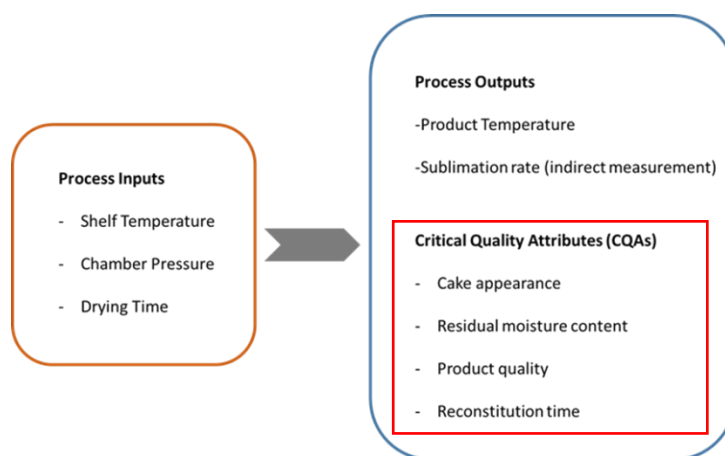 Process Inputs
- Shelf Temperature
- Chamber Pressure
- Drying Time
Process Outputs
-Product Temperature
-Sublimation rate (indirect measurement)
Critical Quality Attributes (CQAs)
- Cake appearance
- Residual moisture content
- Product quality
- Reconstitution time